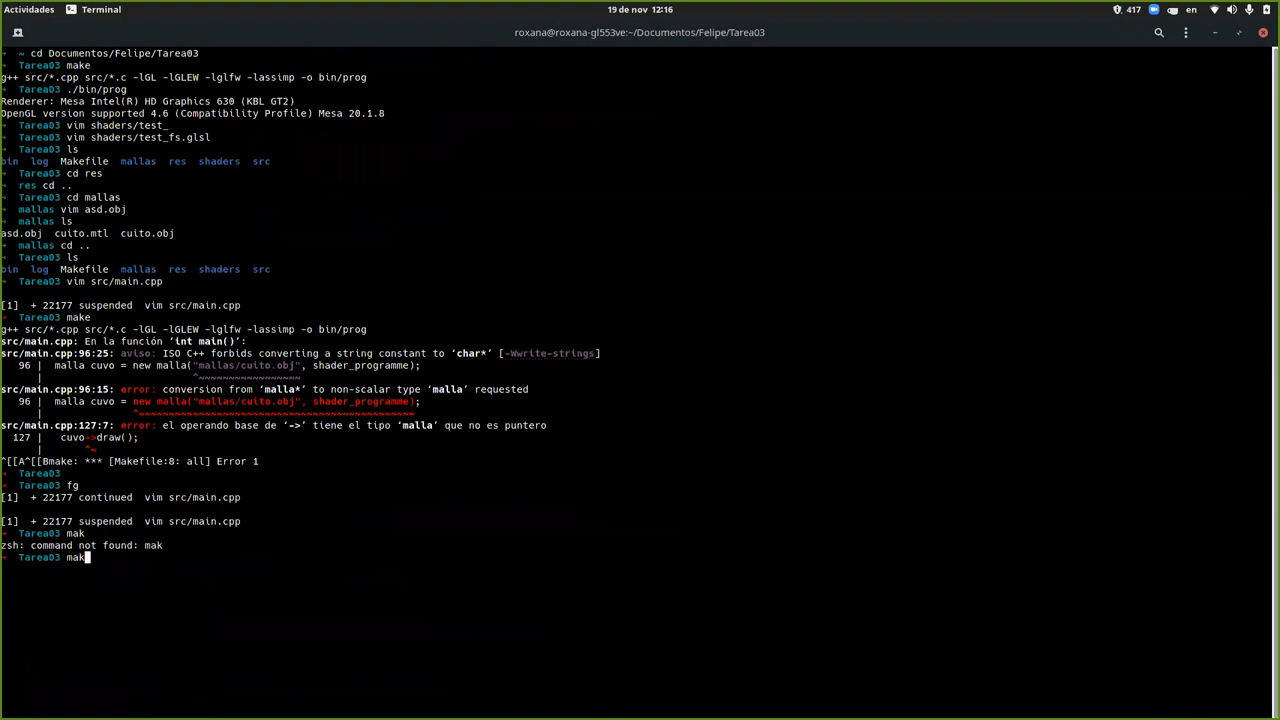 Actividades Terminal 19 de nov 12:16 417 en
roxana@roxana-gl553ve:~/Documentos/Felipe/Tarea03
~ cd Documentos/Felipe/Tarea03
Tarea03 make
g++ src/*.cpp src/*.c -lGL -lGLEW -lglfw -lassimp -o bin/prog
Tarea03 ./bin/prog
Renderer: Mesa Intel(R) HD Graphics 630 (KBL GT2)
OpenGL version supported 4.6 (Compatibility Profile) Mesa 20.1.8
Tarea03 vim shaders/test_
Tarea03 vim shaders/test_fs.glsl
Tarea03 ls
bin log Makefile mallas res shaders src
Tarea03 cd res
res cd ..
Tarea03 cd mallas
mallas vim asd.obj
mallas ls
asd.obj cuito.mtl cuito.obj
mallas cd ..
Tarea03 ls
bin log Makefile mallas res shaders src
Tarea03 vim src/main.cpp
[1] + 22177 suspended vim src/main.cpp
Tarea03 make
g++ src/*.cpp src/*.c -lGL -lGLEW -lglfw -lassimp -o bin/prog
src/main.cpp: En la función ‘int main()’:
src/main.cpp:96:25: aviso: ISO C++ forbids converting a string constant to ‘char*’ [-Wwrite-strings]
96 | malla cuvo = new malla("mallas/cuito.obj", shader_programme);
| ^~~~~~~~~~~~~~~~~~
src/main.cpp:96:15: error: conversion from ‘malla*’ to non-scalar type ‘malla’ requested
96 | malla cuvo = new malla("mallas/cuito.obj", shader_programme);
| ^~~~~~~~~~~~~~~~~~~~~~~~~~~~~~~~~~~~~~~~~~~~~~~
src/main.cpp:127:7: error: el operando base de ‘->’ tiene el tipo ‘malla’ que no es puntero
127 | cuvo->draw();
| ^~
^[[A^[[Bmake: *** [Makefile:8: all] Error 1
Tarea03
Tarea03 fg
[1] + 22177 continued vim src/main.cpp
[1] + 22177 suspended vim src/main.cpp
Tarea03 mak
zsh: command not found: mak
Tarea03 mak